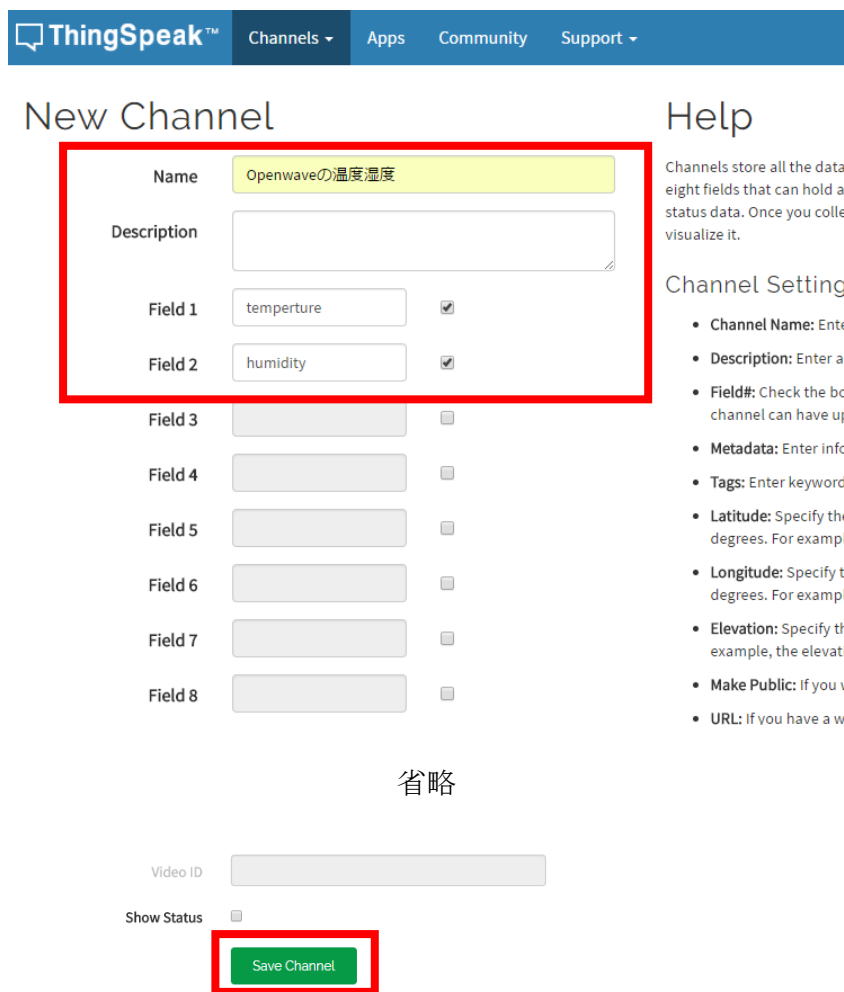 ThingSpeak™ Channels Apps Community Support
New Channel
Name Openwaveの温度湿度
Description
Field 1 temperture
Field 2 humidity
Field 3
Field 4
Field 5
Field 6
Field 7
Field 8
Help
Channels store all the data
eight fields that can hold a
status data. Once you colle
visualize it.
Channel Setting
• Channel Name: Ente
• Description: Enter a
• Field#: Check the bo
channel can have up
• Metadata: Enter info
• Tags: Enter keyword
• Latitude: Specify the
degrees. For exampl
• Longitude: Specify t
degrees. For exampl
• Elevation: Specify th
example, the elevati
• Make Public: If you
• URL: If you have a w
省略
Video ID
Show Status
Save Channel